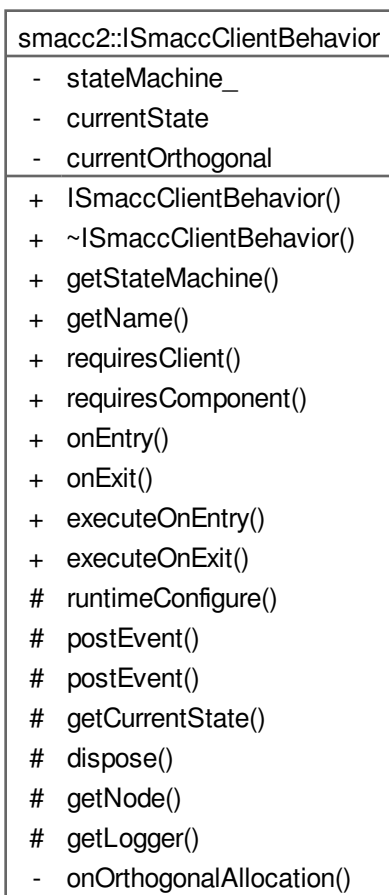 smacc2::ISmaccClientBehavior
- stateMachine_
- currentState
- currentOrthogonal
+ ISmaccClientBehavior()
+ ~ISmaccClientBehavior()
+ getStateMachine()
+ getName()
+ requiresClient()
+ requiresComponent()
+ onEntry()
+ onExit()
+ executeOnEntry()
+ executeOnExit()
# runtimeConfigure()
# postEvent()
# postEvent()
# getCurrentState()
# dispose()
# getNode()
# getLogger()
- onOrthogonalAllocation()